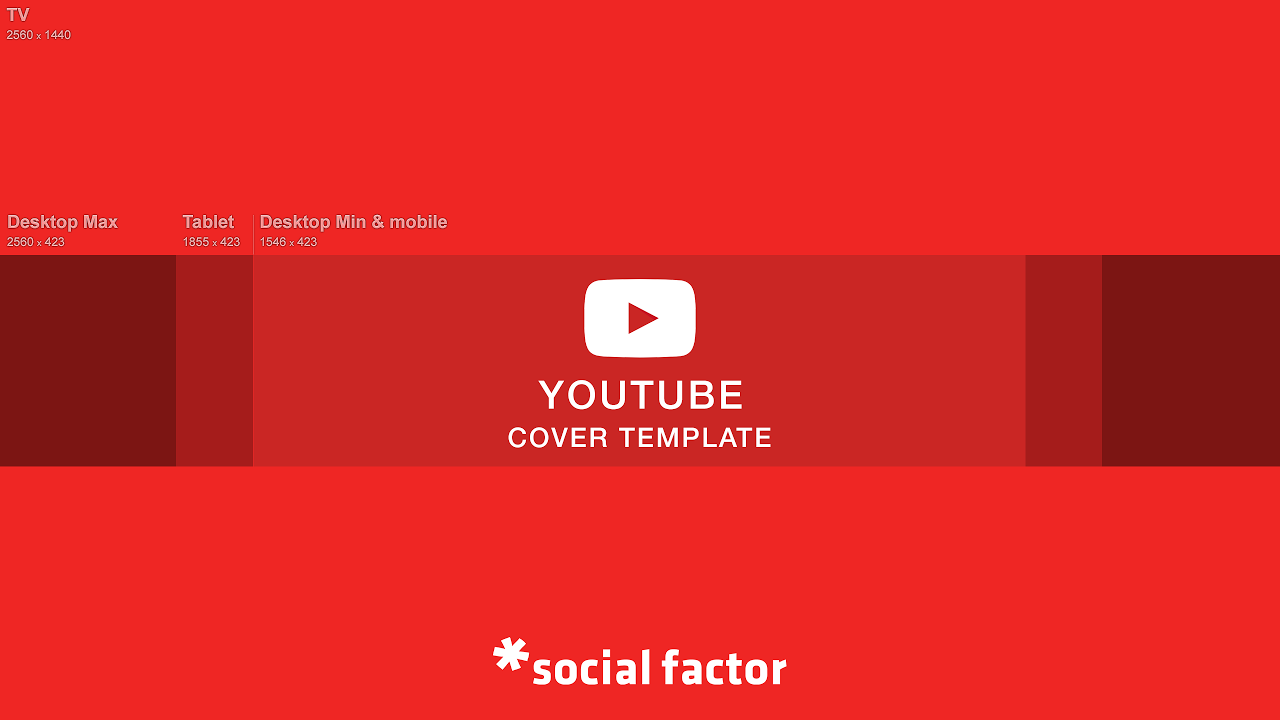 TV
2560 x 1440
Desktop Max
2560 x 423
Tablet
1855 x 423
Desktop Min & mobile
1546 x 423
YOUTUBE
COVER TEMPLATE
*social factor